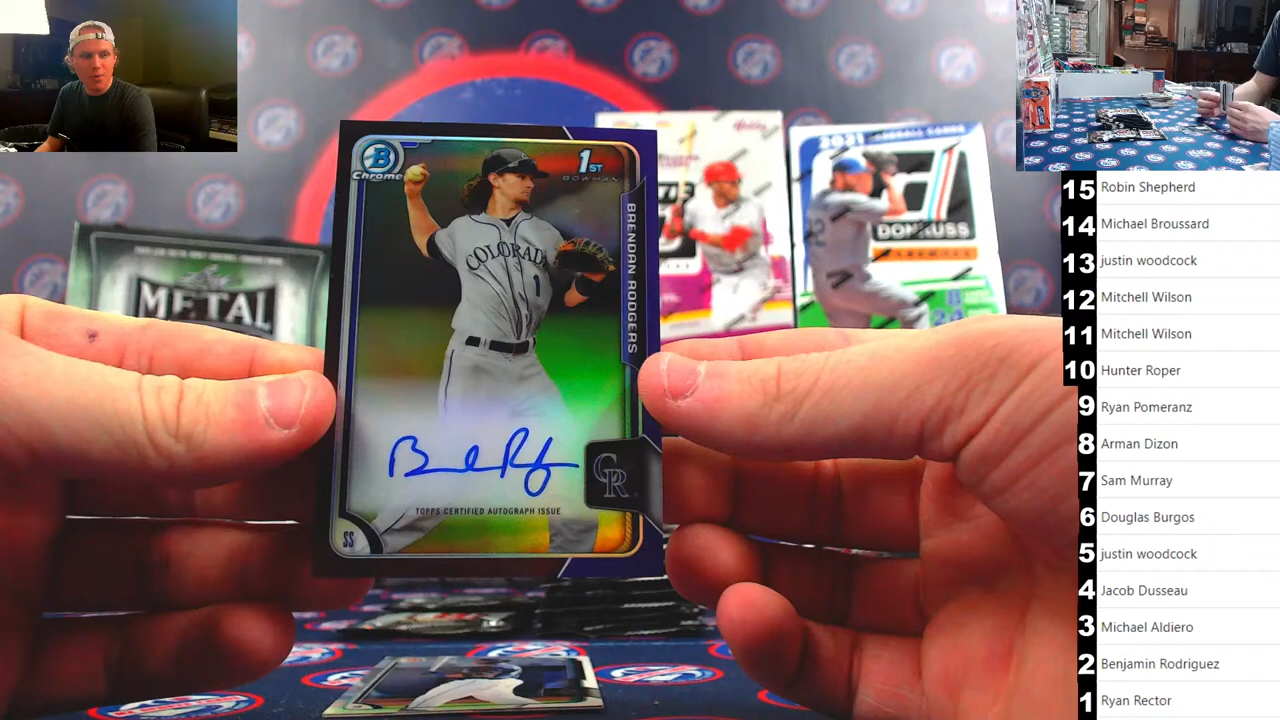 B
Chrome
1ST
BOWMAN
BRENDAN RODGERS
COLORADO
1
CR
TOPPS CERTIFIED AUTOGRAPH ISSUE
SS
METAL
2021
DONRUSS
15 Robin Shepherd
14 Michael Broussard
13 justin woodcock
12 Mitchell Wilson
11 Mitchell Wilson
10 Hunter Roper
9 Ryan Pomeranz
8 Arman Dizon
7 Sam Murray
6 Douglas Burgos
5 justin woodcock
4 Jacob Dusseau
3 Michael Aldiero
2 Benjamin Rodriguez
1 Ryan Rector